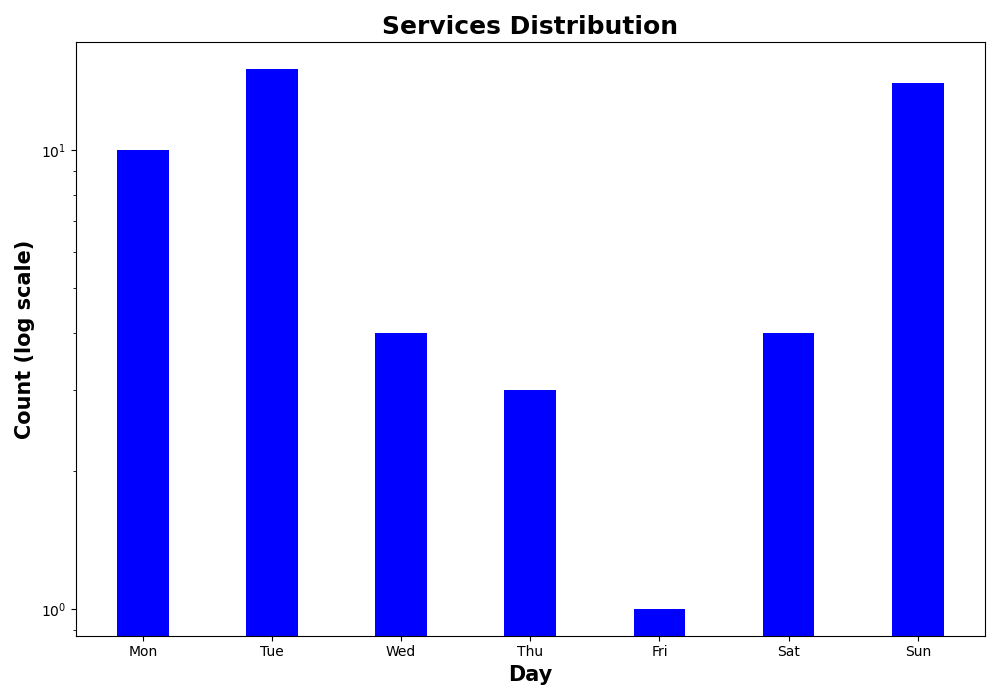 Services Distribution
Count (log scale)
10¹
10⁰
Mon Tue Wed Thu Fri Sat Sun
Day